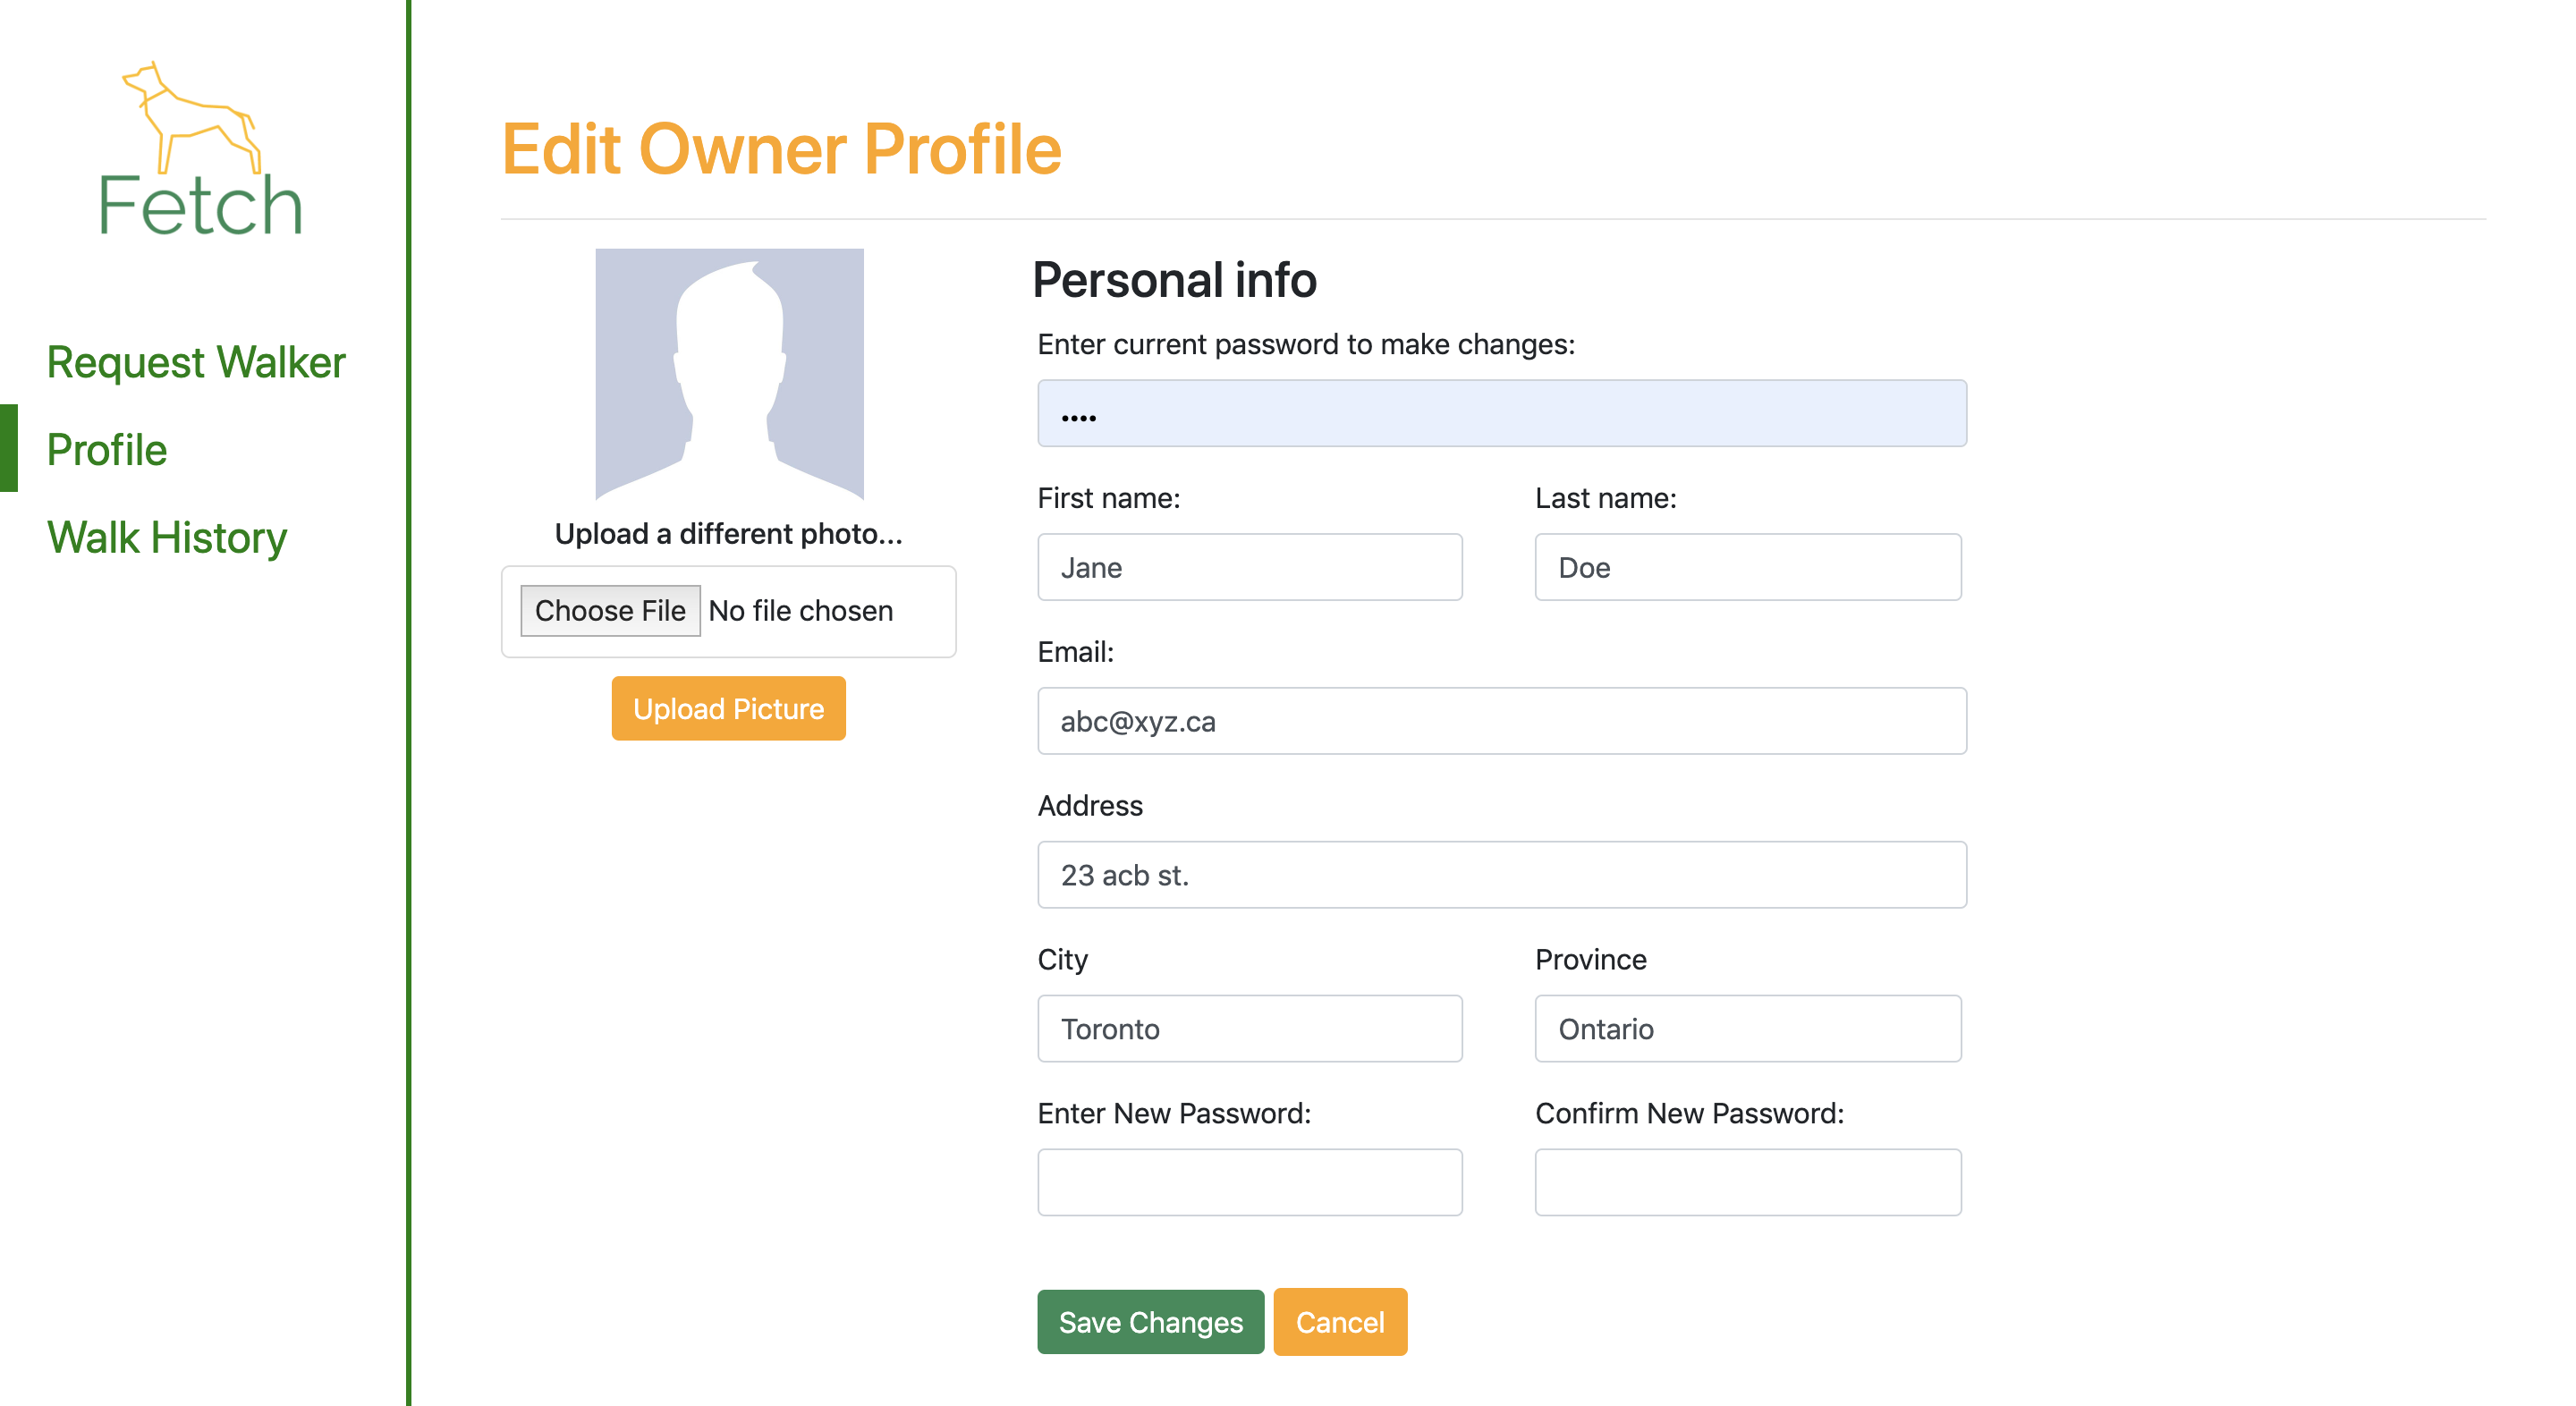 Fetch
Request Walker
Profile
Walk History
Edit Owner Profile
Upload a different photo...
Choose File No file chosen
Upload Picture
Personal info
Enter current password to make changes:
••••
First name: Last name:
Jane Doe
Email:
abc@xyz.ca
Address
23 acb st.
City Province
Toronto Ontario
Enter New Password: Confirm New Password:
Save Changes Cancel